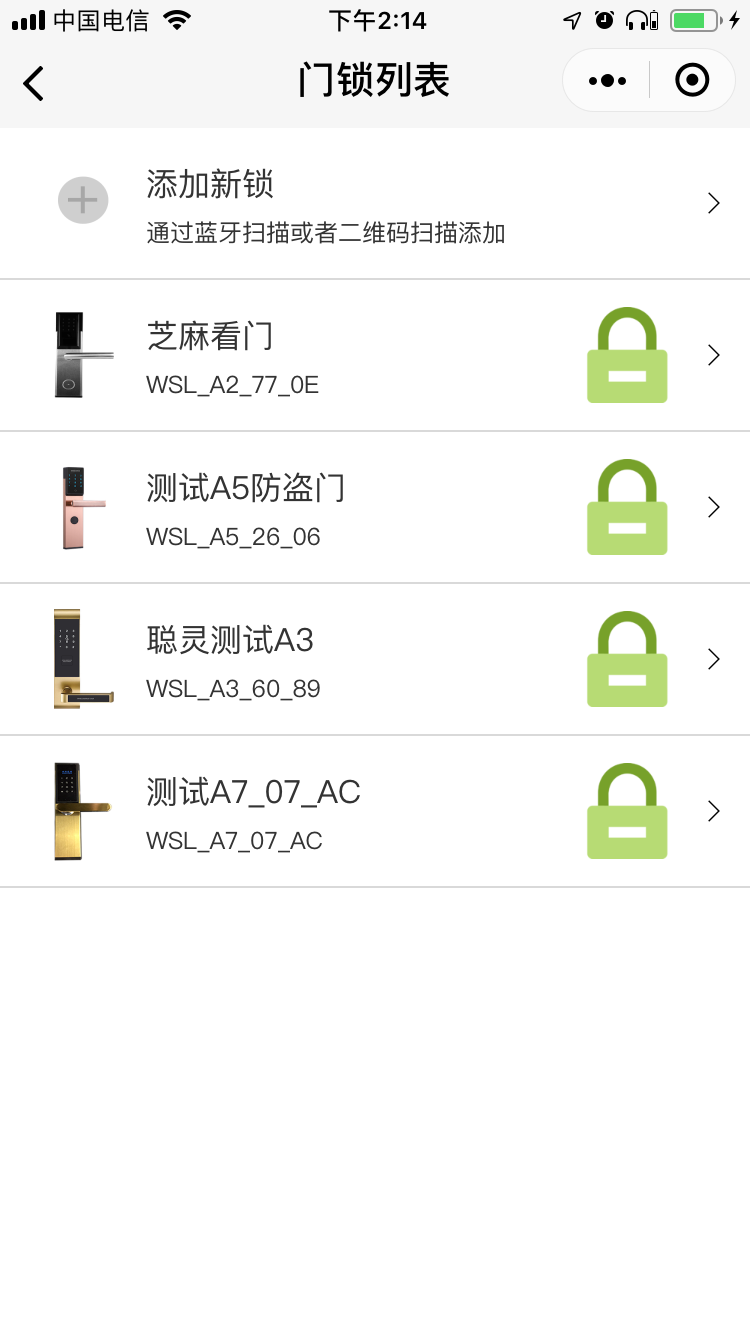 中国电信
下午2:14
门锁列表
添加新锁
通过蓝牙扫描或者二维码扫描添加
芝麻看门
WSL_A2_77_0E
测试A5防盗门
WSL_A5_26_06
聪灵测试A3
WSL_A3_60_89
测试A7_07_AC
WSL_A7_07_AC